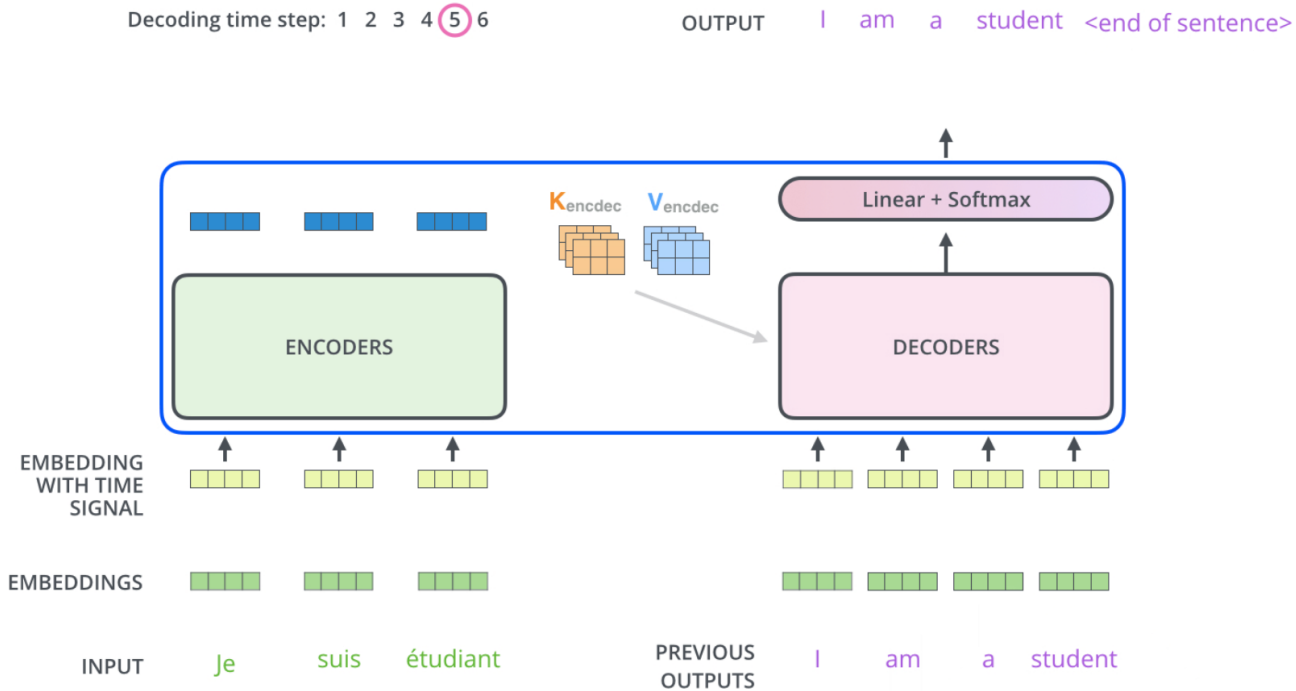 Decoding time step: 1 2 3 4 5 6
OUTPUT I am a student <end of sentence>
Kencdec Vencdec
Linear + Softmax
ENCODERS
DECODERS
EMBEDDING
WITH TIME
SIGNAL
EMBEDDINGS
INPUT Je suis étudiant
PREVIOUS
OUTPUTS
I am a student